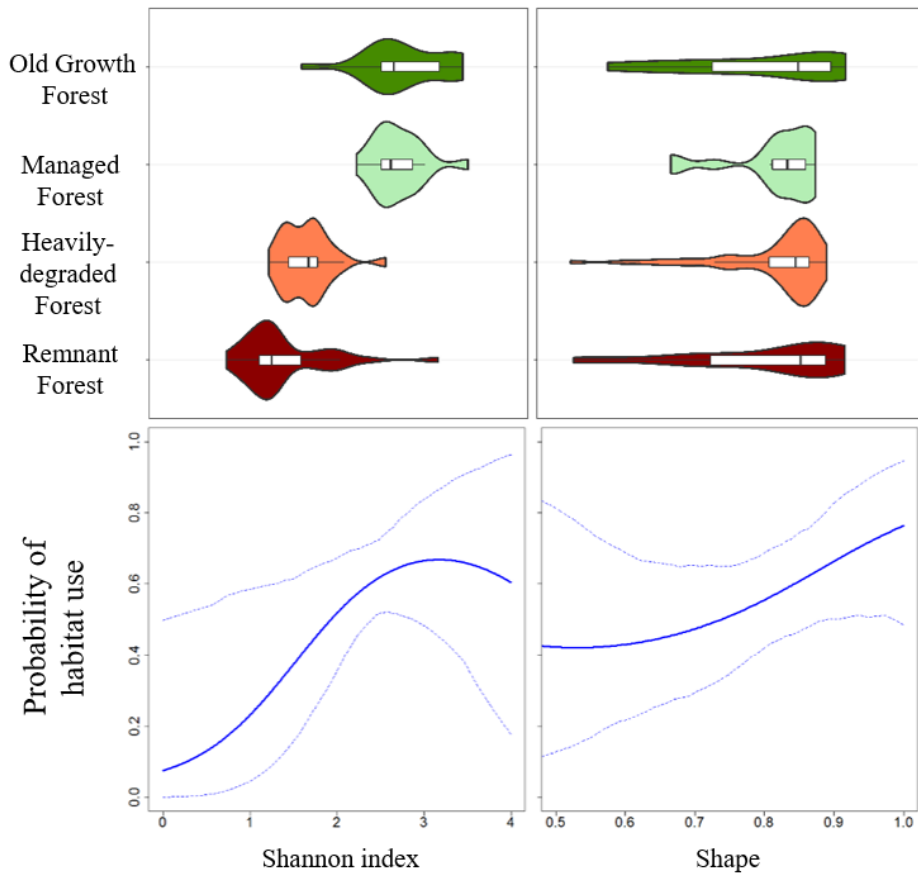 Old Growth
Forest
Managed
Forest
Heavily-
degraded
Forest
Remnant
Forest
Probability of
habitat use
1.0
0.8
0.6
0.4
0.2
0.0
0 1 2 3 4
0.5 0.6 0.7 0.8 0.9 1.0
Shannon index
Shape